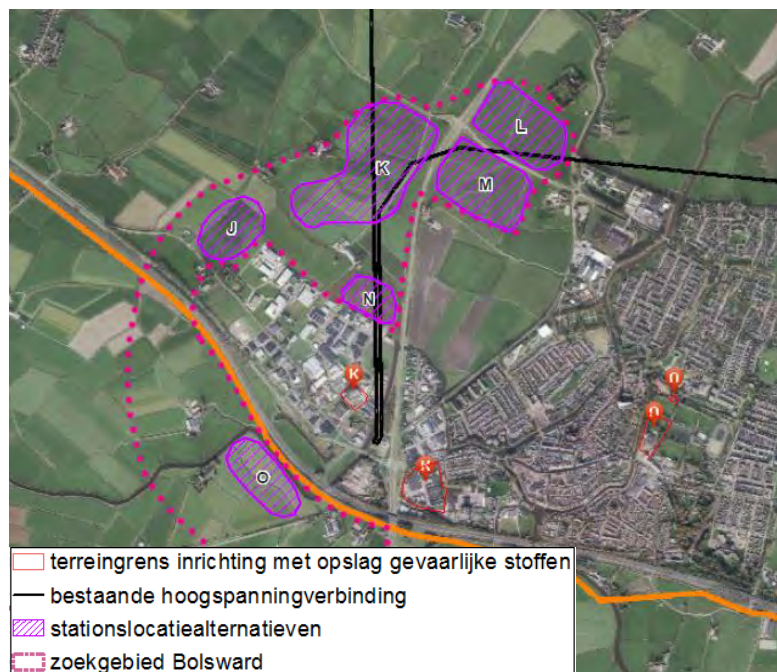 L
K
M
J
N
K
O
K
terreingrens inrichting met opslag gevaarlijke stoffen
bestaande hoogspanningverbinding
stationslocatiealternatieven
zoekgebied Bolsward